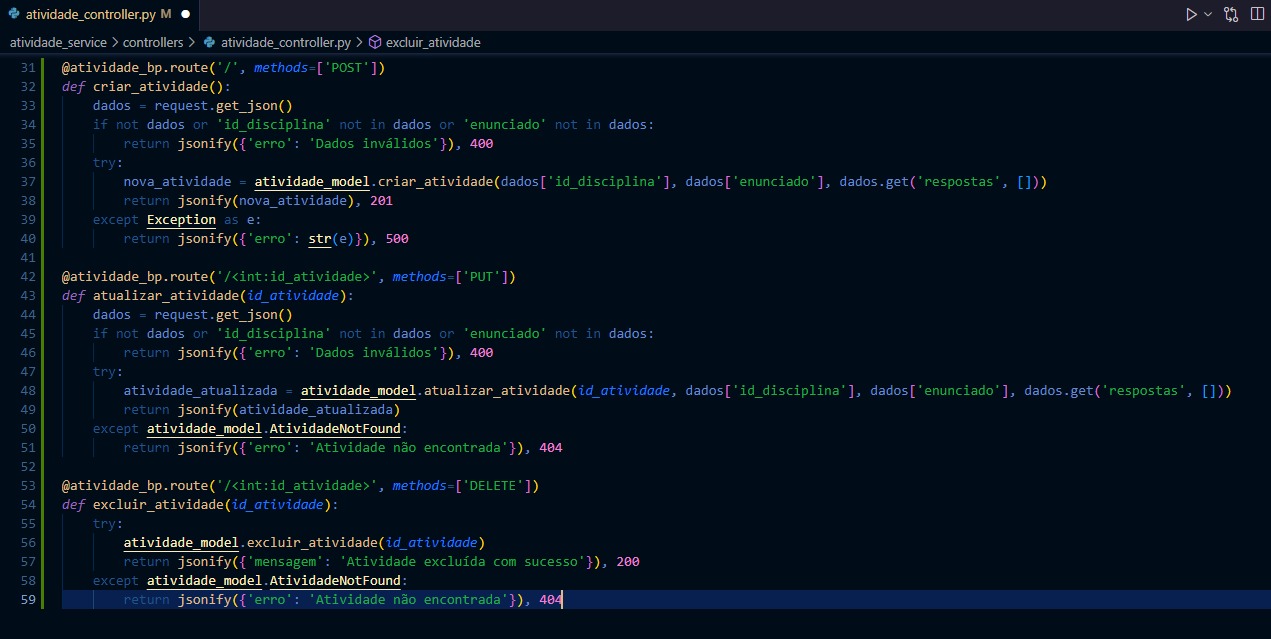 atividade_controller.py M
atividade_service > controllers > atividade_controller.py > excluir_atividade
31 @atividade_bp.route('/', methods=['POST'])
32 def criar_atividade():
33     dados = request.get_json()
34     if not dados or 'id_disciplina' not in dados or 'enunciado' not in dados:
35         return jsonify({'erro': 'Dados inválidos'}), 400
36     try:
37         nova_atividade = atividade_model.criar_atividade(dados['id_disciplina'], dados['enunciado'], dados.get('respostas', []))
38         return jsonify(nova_atividade), 201
39     except Exception as e:
40         return jsonify({'erro': str(e)}), 500
41
42 @atividade_bp.route('/<int:id_atividade>', methods=['PUT'])
43 def atualizar_atividade(id_atividade):
44     dados = request.get_json()
45     if not dados or 'id_disciplina' not in dados or 'enunciado' not in dados:
46         return jsonify({'erro': 'Dados inválidos'}), 400
47     try:
48         atividade_atualizada = atividade_model.atualizar_atividade(id_atividade, dados['id_disciplina'], dados['enunciado'], dados.get('respostas', []))
49         return jsonify(atividade_atualizada)
50     except atividade_model.AtividadeNotFound:
51         return jsonify({'erro': 'Atividade não encontrada'}), 404
52
53 @atividade_bp.route('/<int:id_atividade>', methods=['DELETE'])
54 def excluir_atividade(id_atividade):
55     try:
56         atividade_model.excluir_atividade(id_atividade)
57         return jsonify({'mensagem': 'Atividade excluída com sucesso'}), 200
58     except atividade_model.AtividadeNotFound:
59         return jsonify({'erro': 'Atividade não encontrada'}), 404